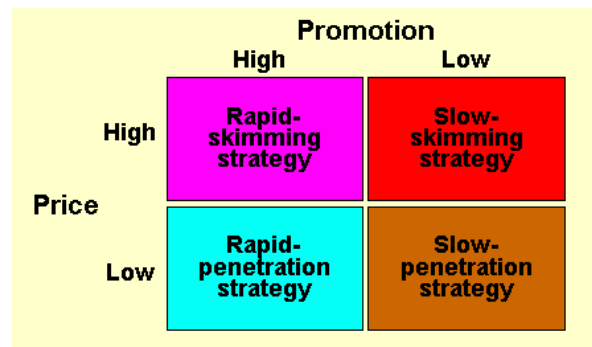 Promotion
High Low
High
Rapid-
skimming
strategy
Slow-
skimming
strategy
Price
Low
Rapid-
penetration
strategy
Slow-
penetration
strategy